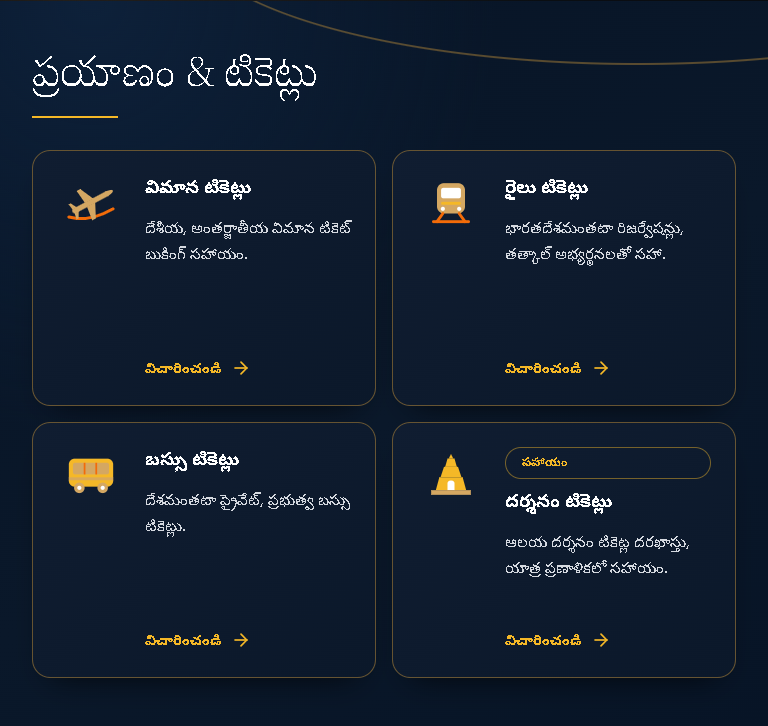 ప్రయాణం & టికెట్లు
విమాన టికెట్లు
దేశీయ, అంతర్జాతీయ విమాన టికెట్
బుకింగ్ సహాయం.
విచారించండి
రైలు టికెట్లు
భారతదేశమంతటా రిజర్వేషన్లు,
తత్కాల్ అభ్యర్థనలతో సహా.
విచారించండి
బస్సు టికెట్లు
దేశమంతటా ప్రైవేట్, ప్రభుత్వ బస్సు
టికెట్లు.
విచారించండి
సహాయం
దర్శనం టికెట్లు
ఆలయ దర్శనం టికెట్ల దరఖాస్తు,
యాత్ర ప్రణాళికలో సహాయం.
విచారించండి